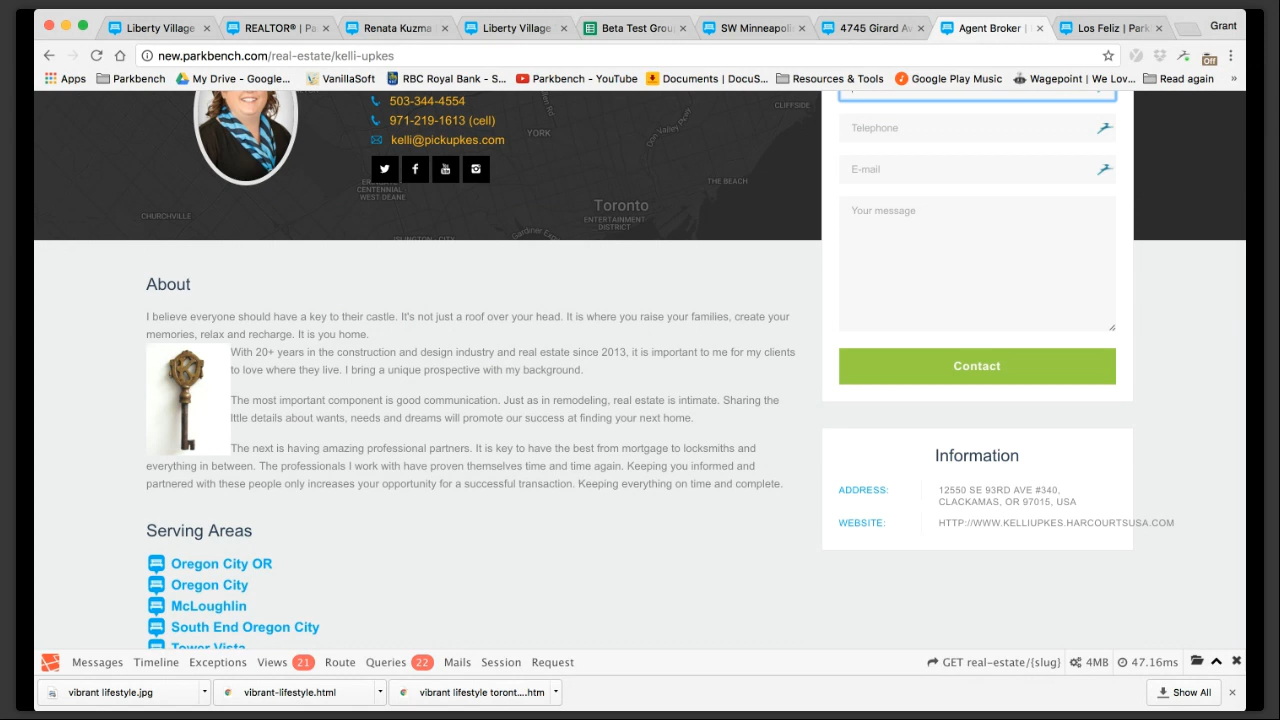 Liberty Village
REALTOR® | Pa
Renata Kuzma
Liberty Village
Beta Test Grou
SW Minneapoli
4745 Girard Av
Agent Broker |
Los Feliz | Park
Grant
new.parkbench.com/real-estate/kelli-upkes
Off
Apps
Parkbench
My Drive - Google...
VanillaSoft
RBC Royal Bank - S...
Parkbench - YouTube
Documents | DocuS...
Resources & Tools
Google Play Music
Wagepoint | We Lov...
Read again
»
503-344-4554
971-219-1613 (cell)
kelli@pickupkes.com
YORK
CLIFFSIDE
Don Valley Pkwy
THE BEACH
CENTENNIAL
WEST DEANE
CHURCHVILLE
Toronto
ENTERTAINMENT
DISTRICT
Gardiner Exp
Telephone
E-mail
Your message
Contact
About
I believe everyone should have a key to their castle. It's not just a roof over your head. It is where you raise your families, create your
memories, relax and recharge. It is you home.
With 20+ years in the construction and design industry and real estate since 2013, it is important to me for my clients
to love where they live. I bring a unique prospective with my background.
The most important component is good communication. Just as in remodeling, real estate is intimate. Sharing the
lttle details about wants, needs and dreams will promote our success at finding your next home.
The next is having amazing professional partners. It is key to have the best from mortgage to locksmiths and
everything in between. The professionals I work with have proven themselves time and time again. Keeping you informed and
partnered with these people only increases your opportunity for a successful transaction. Keeping everything on time and complete.
Information
ADDRESS: 12550 SE 93RD AVE #340,
CLACKAMAS, OR 97015, USA
WEBSITE: HTTP://WWW.KELLIUPKES.HARCOURTSUSA.COM
Serving Areas
Oregon City OR
Oregon City
McLoughlin
South End Oregon City
Tower Vista
Messages Timeline Exceptions Views 21 Route Queries 22 Mails Session Request
GET real-estate/{slug} 4MB 47.16ms
vibrant lifestyle.jpg
vibrant-lifestyle.html
vibrant lifestyle toront....htm
Show All